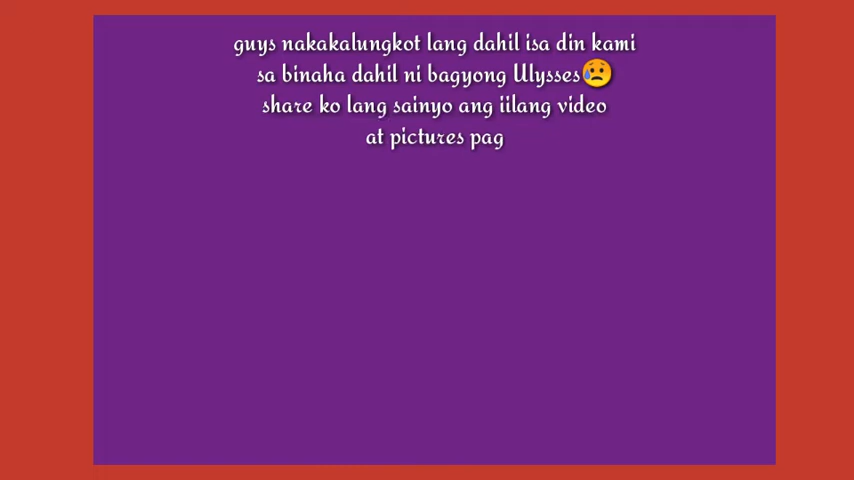 guys nakakalungkot lang dahil isa din kami
sa binaha dahil ni bagyong Ulysses😥
share ko lang sainyo ang iilang video
at pictures pag